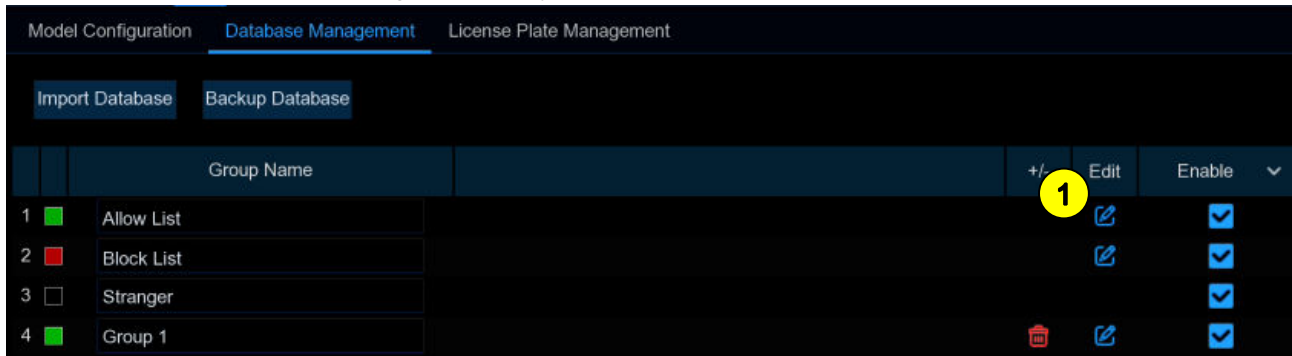 Model Configuration Database Management License Plate Management
Import Database Backup Database
Group Name +/- Edit Enable
1
1 Allow List
2 Block List
3 Stranger
4 Group 1